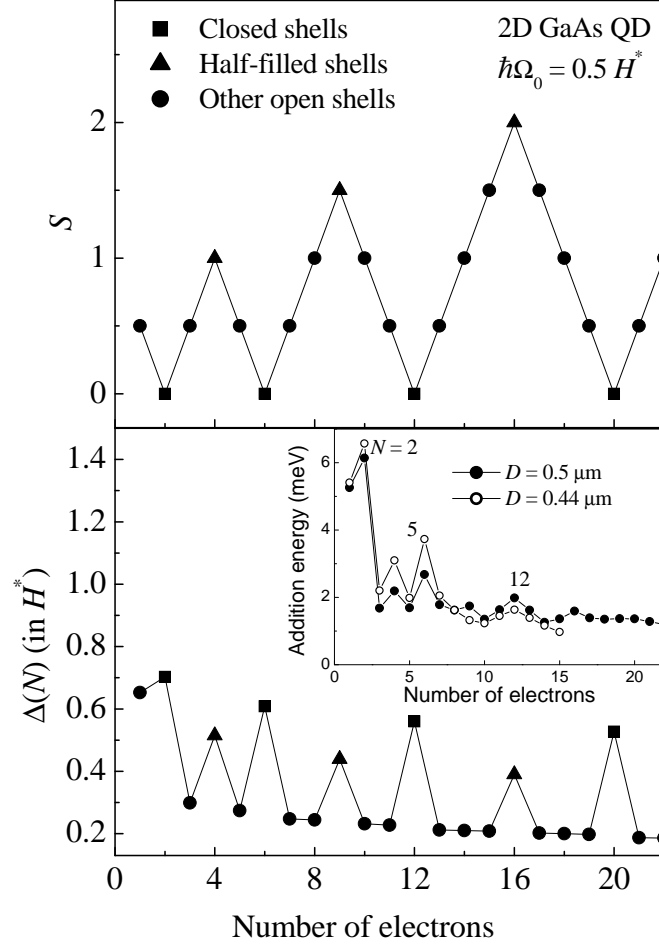 Closed shells
Half-filled shells
Other open shells
2D GaAs QD
ℏΩ₀ = 0.5 H*
S
2
1
0
Δ(N) (in H*)
1.4
1.2
1.0
0.8
0.6
0.4
0.2
Addition energy (meV)
6
4
2
0
N = 2
5
12
D = 0.5 μm
D = 0.44 μm
0 5 10 15 20
Number of electrons
0 4 8 12 16 20
Number of electrons